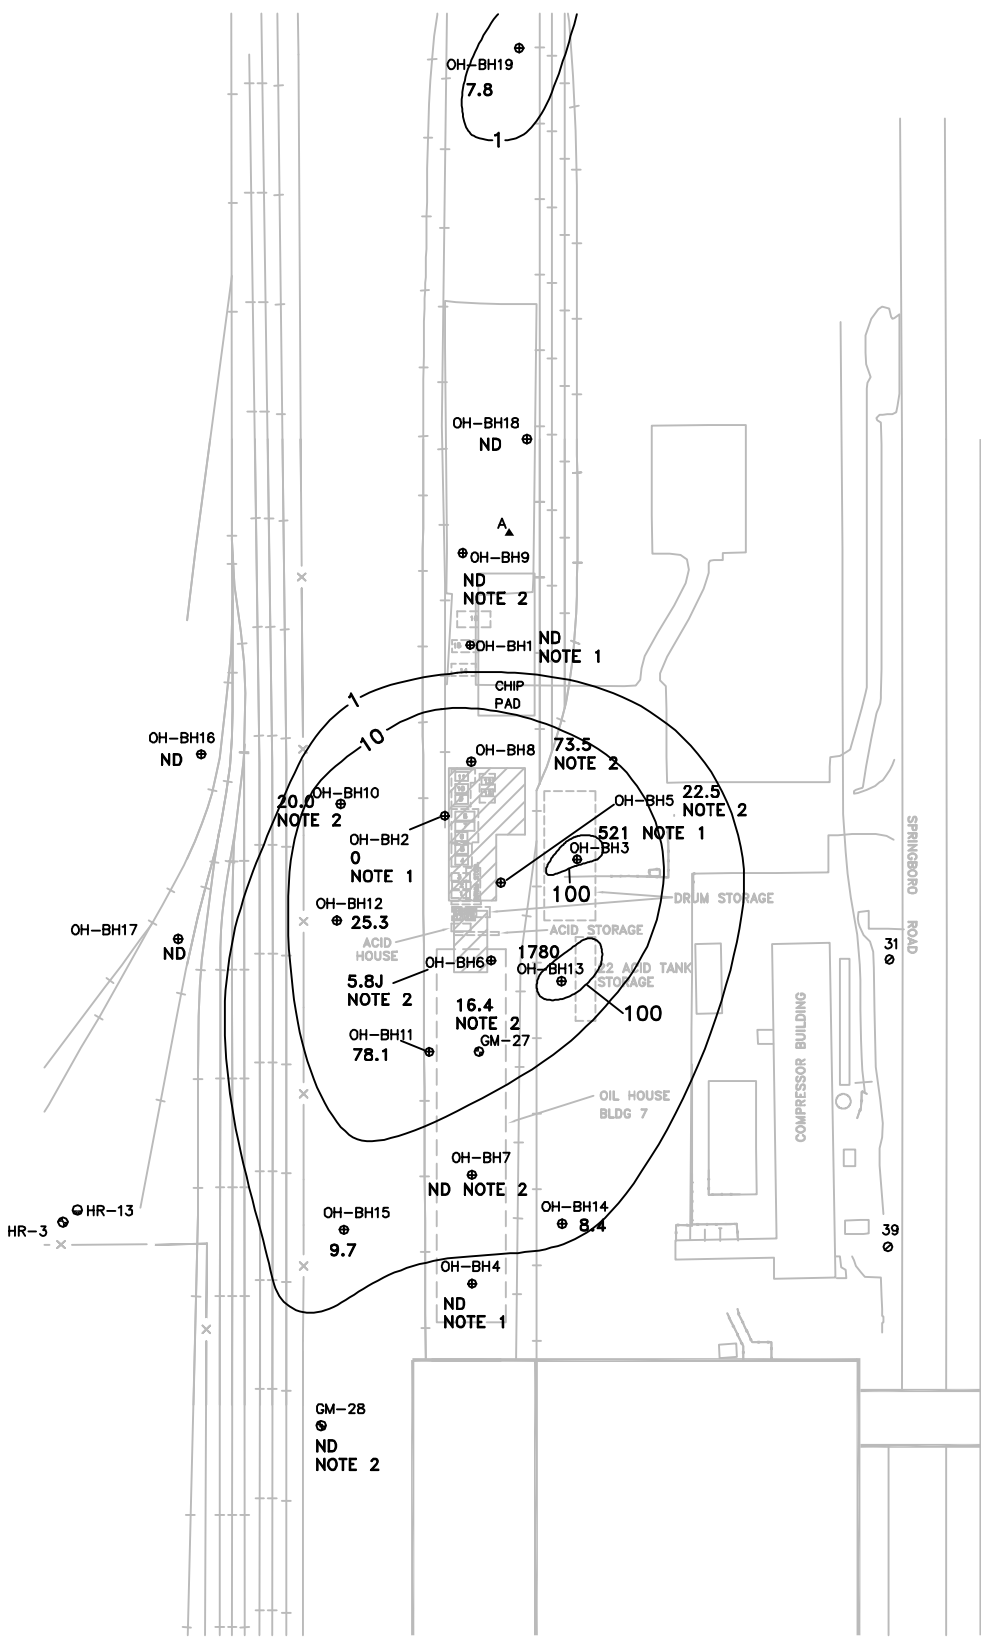 OH-BH19
7.8
1
OH-BH18
ND
A
OH-BH9
ND
NOTE 2
OH-BH1
ND
NOTE 1
CHIP
PAD
1
10
OH-BH16
ND
OH-BH8
73.5
NOTE 2
OH-BH10
20.0
NOTE 2
OH-BH5
22.5
NOTE 2
OH-BH2
0
NOTE 1
521 NOTE 1
OH-BH3
100
SPRINGBORO ROAD
DRUM STORAGE
OH-BH12
25.3
OH-BH17
ND
ACID
HOUSE
ACID STORAGE
31
OH-BH6
5.8J
NOTE 2
1780
OH-BH13
22 ACID TANK
STORAGE
100
16.4
NOTE 2
GM-27
OH-BH11
78.1
COMPRESSOR BUILDING
OIL HOUSE
BLDG 7
OH-BH7
ND NOTE 2
OH-BH14
8.4
OH-BH15
9.7
HR-13
HR-3
39
OH-BH4
ND
NOTE 1
GM-28
ND
NOTE 2